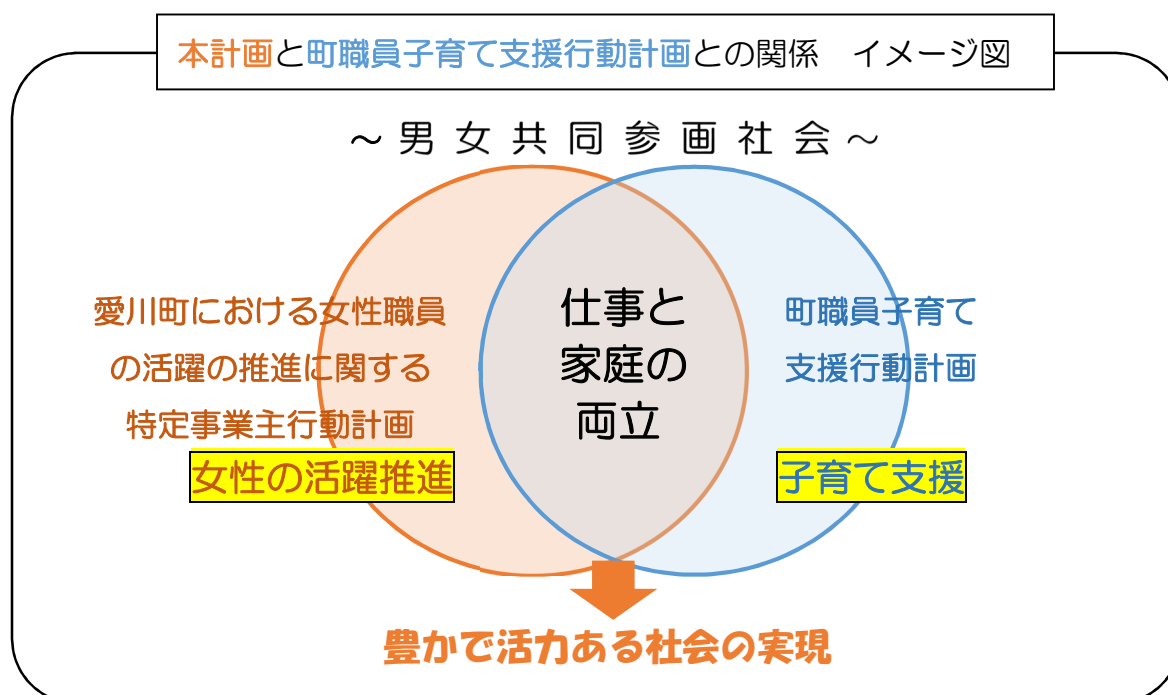 本計画と町職員子育て支援行動計画との関係　イメージ図
～男女共同参画社会～
愛川町における女性職員
の活躍の推進に関する
特定事業主行動計画
女性の活躍推進
仕事と
家庭の
両立
町職員子育て
支援行動計画
子育て支援
豊かで活力ある社会の実現